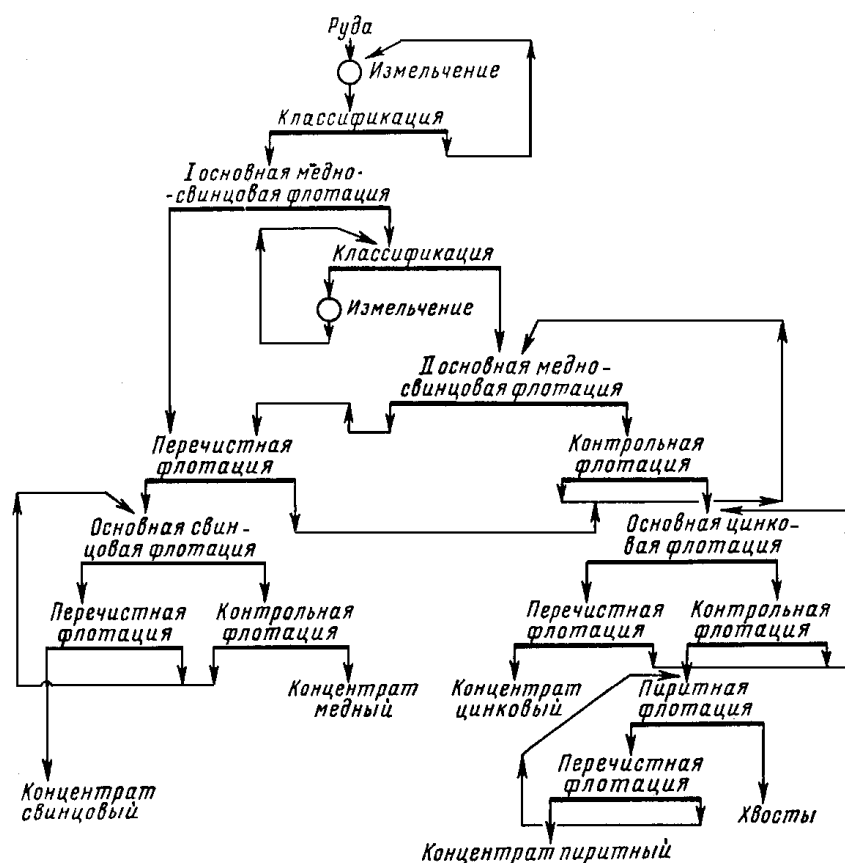 Руда
Измельчение
Классификация
I основная медно-
-свинцовая флотация
Классификация
Измельчение
II основная медно-
свинцовая флотация
Перечистная
флотация
Контрольная
флотация
Основная свин-
цовая флотация
Основная цинко-
вая флотация
Перечистная
флотация
Контрольная
флотация
Перечистная
флотация
Контрольная
флотация
Концентрат
медный
Концентрат
цинковый
Пиритная
флотация
Перечистная
флотация
Концентрат
свинцовый
Хвосты
Концентрат пиритный